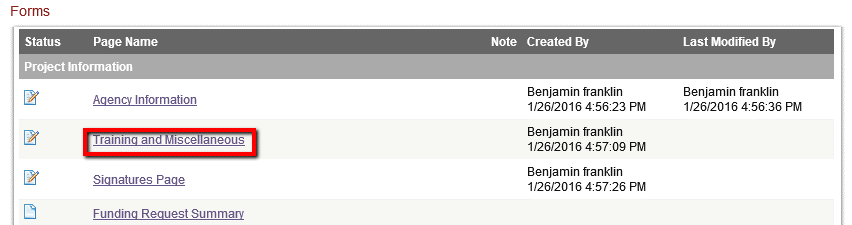 Forms
Status Page Name Note Created By Last Modified By
Project Information
Agency Information Benjamin franklin Benjamin franklin
1/26/2016 4:56:23 PM 1/26/2016 4:56:36 PM
Training and Miscellaneous Benjamin franklin
1/26/2016 4:57:09 PM
Signatures Page Benjamin franklin
1/26/2016 4:57:26 PM
Funding Request Summary